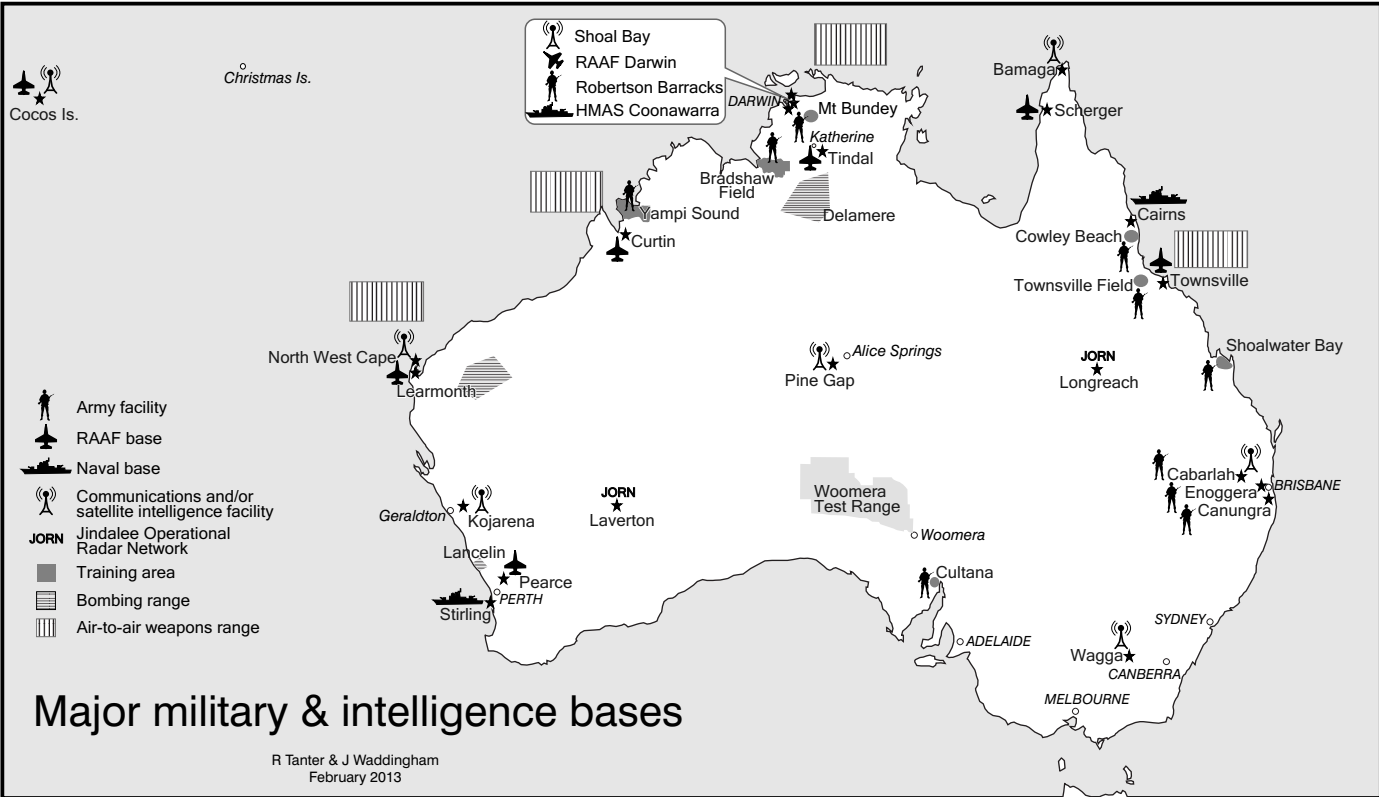 Shoal Bay
RAAF Darwin
Robertson Barracks
HMAS Coonawarra
Christmas Is.
Cocos Is.
Bamaga
Scherger
DARWIN
Mt Bundey
Katherine
Tindal
Bradshaw
Field
Delamere
Yampi Sound
Curtin
Cairns
Cowley Beach
Townsville Field
Townsville
North West Cape
Learmonth
Alice Springs
Pine Gap
JORN
Longreach
Shoalwater Bay
Army facility
RAAF base
Naval base
Communications and/or
satellite intelligence facility
JORN
Jindalee Operational
Radar Network
Training area
Bombing range
Air-to-air weapons range
Geraldton
Kojarena
JORN
Laverton
Lancelin
Pearce
PERTH
Stirling
Woomera
Test Range
Woomera
Cultana
Cabarlah
Enoggera
BRISBANE
Canungra
ADELAIDE
SYDNEY
Wagga
CANBERRA
MELBOURNE
Major military & intelligence bases
R Tanter & J Waddingham
February 2013